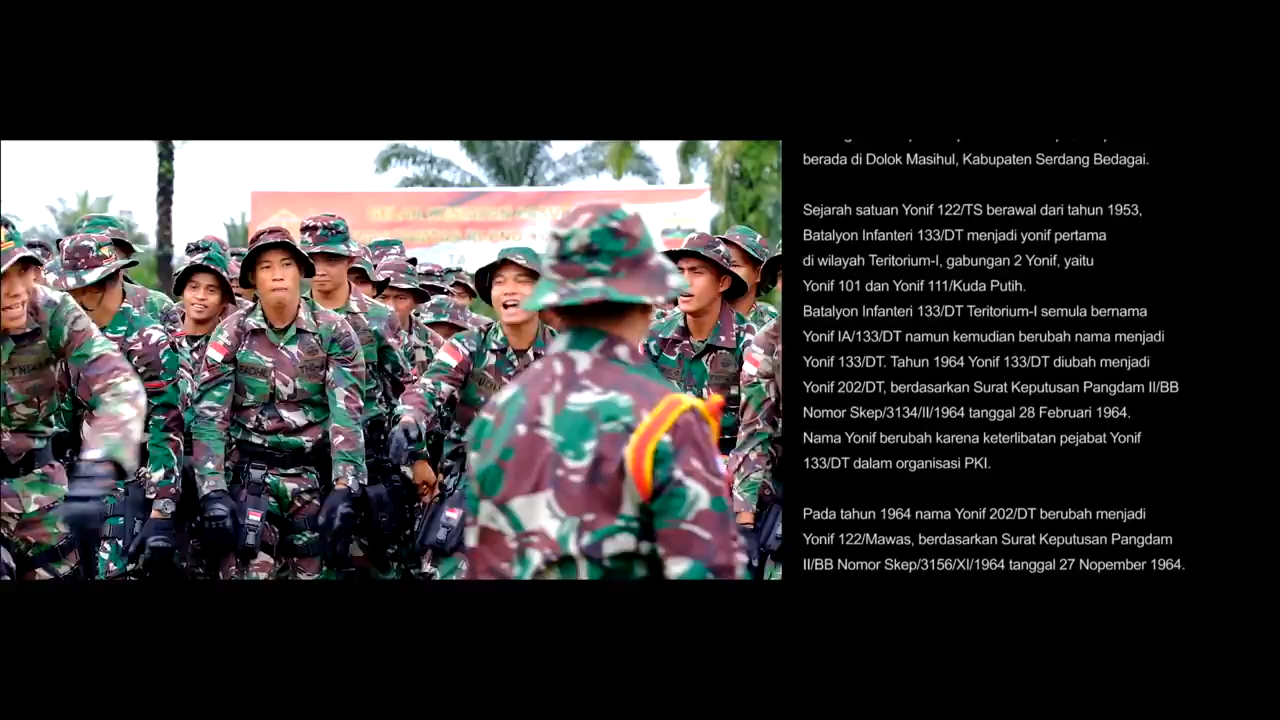 berada di Dolok Masihul, Kabupaten Serdang Bedagai.
Sejarah satuan Yonif 122/TS berawal dari tahun 1953,
Batalyon Infanteri 133/DT menjadi yonif pertama
di wilayah Teritorium-I, gabungan 2 Yonif, yaitu
Yonif 101 dan Yonif 111/Kuda Putih.
Batalyon Infanteri 133/DT Teritorium-I semula bernama
Yonif IA/133/DT namun kemudian berubah nama menjadi
Yonif 133/DT. Tahun 1964 Yonif 133/DT diubah menjadi
Yonif 202/DT, berdasarkan Surat Keputusan Pangdam II/BB
Nomor Skep/3134/II/1964 tanggal 28 Februari 1964.
Nama Yonif berubah karena keterlibatan pejabat Yonif
133/DT dalam organisasi PKI.
Pada tahun 1964 nama Yonif 202/DT berubah menjadi
Yonif 122/Mawas, berdasarkan Surat Keputusan Pangdam
II/BB Nomor Skep/3156/XI/1964 tanggal 27 Nopember 1964.